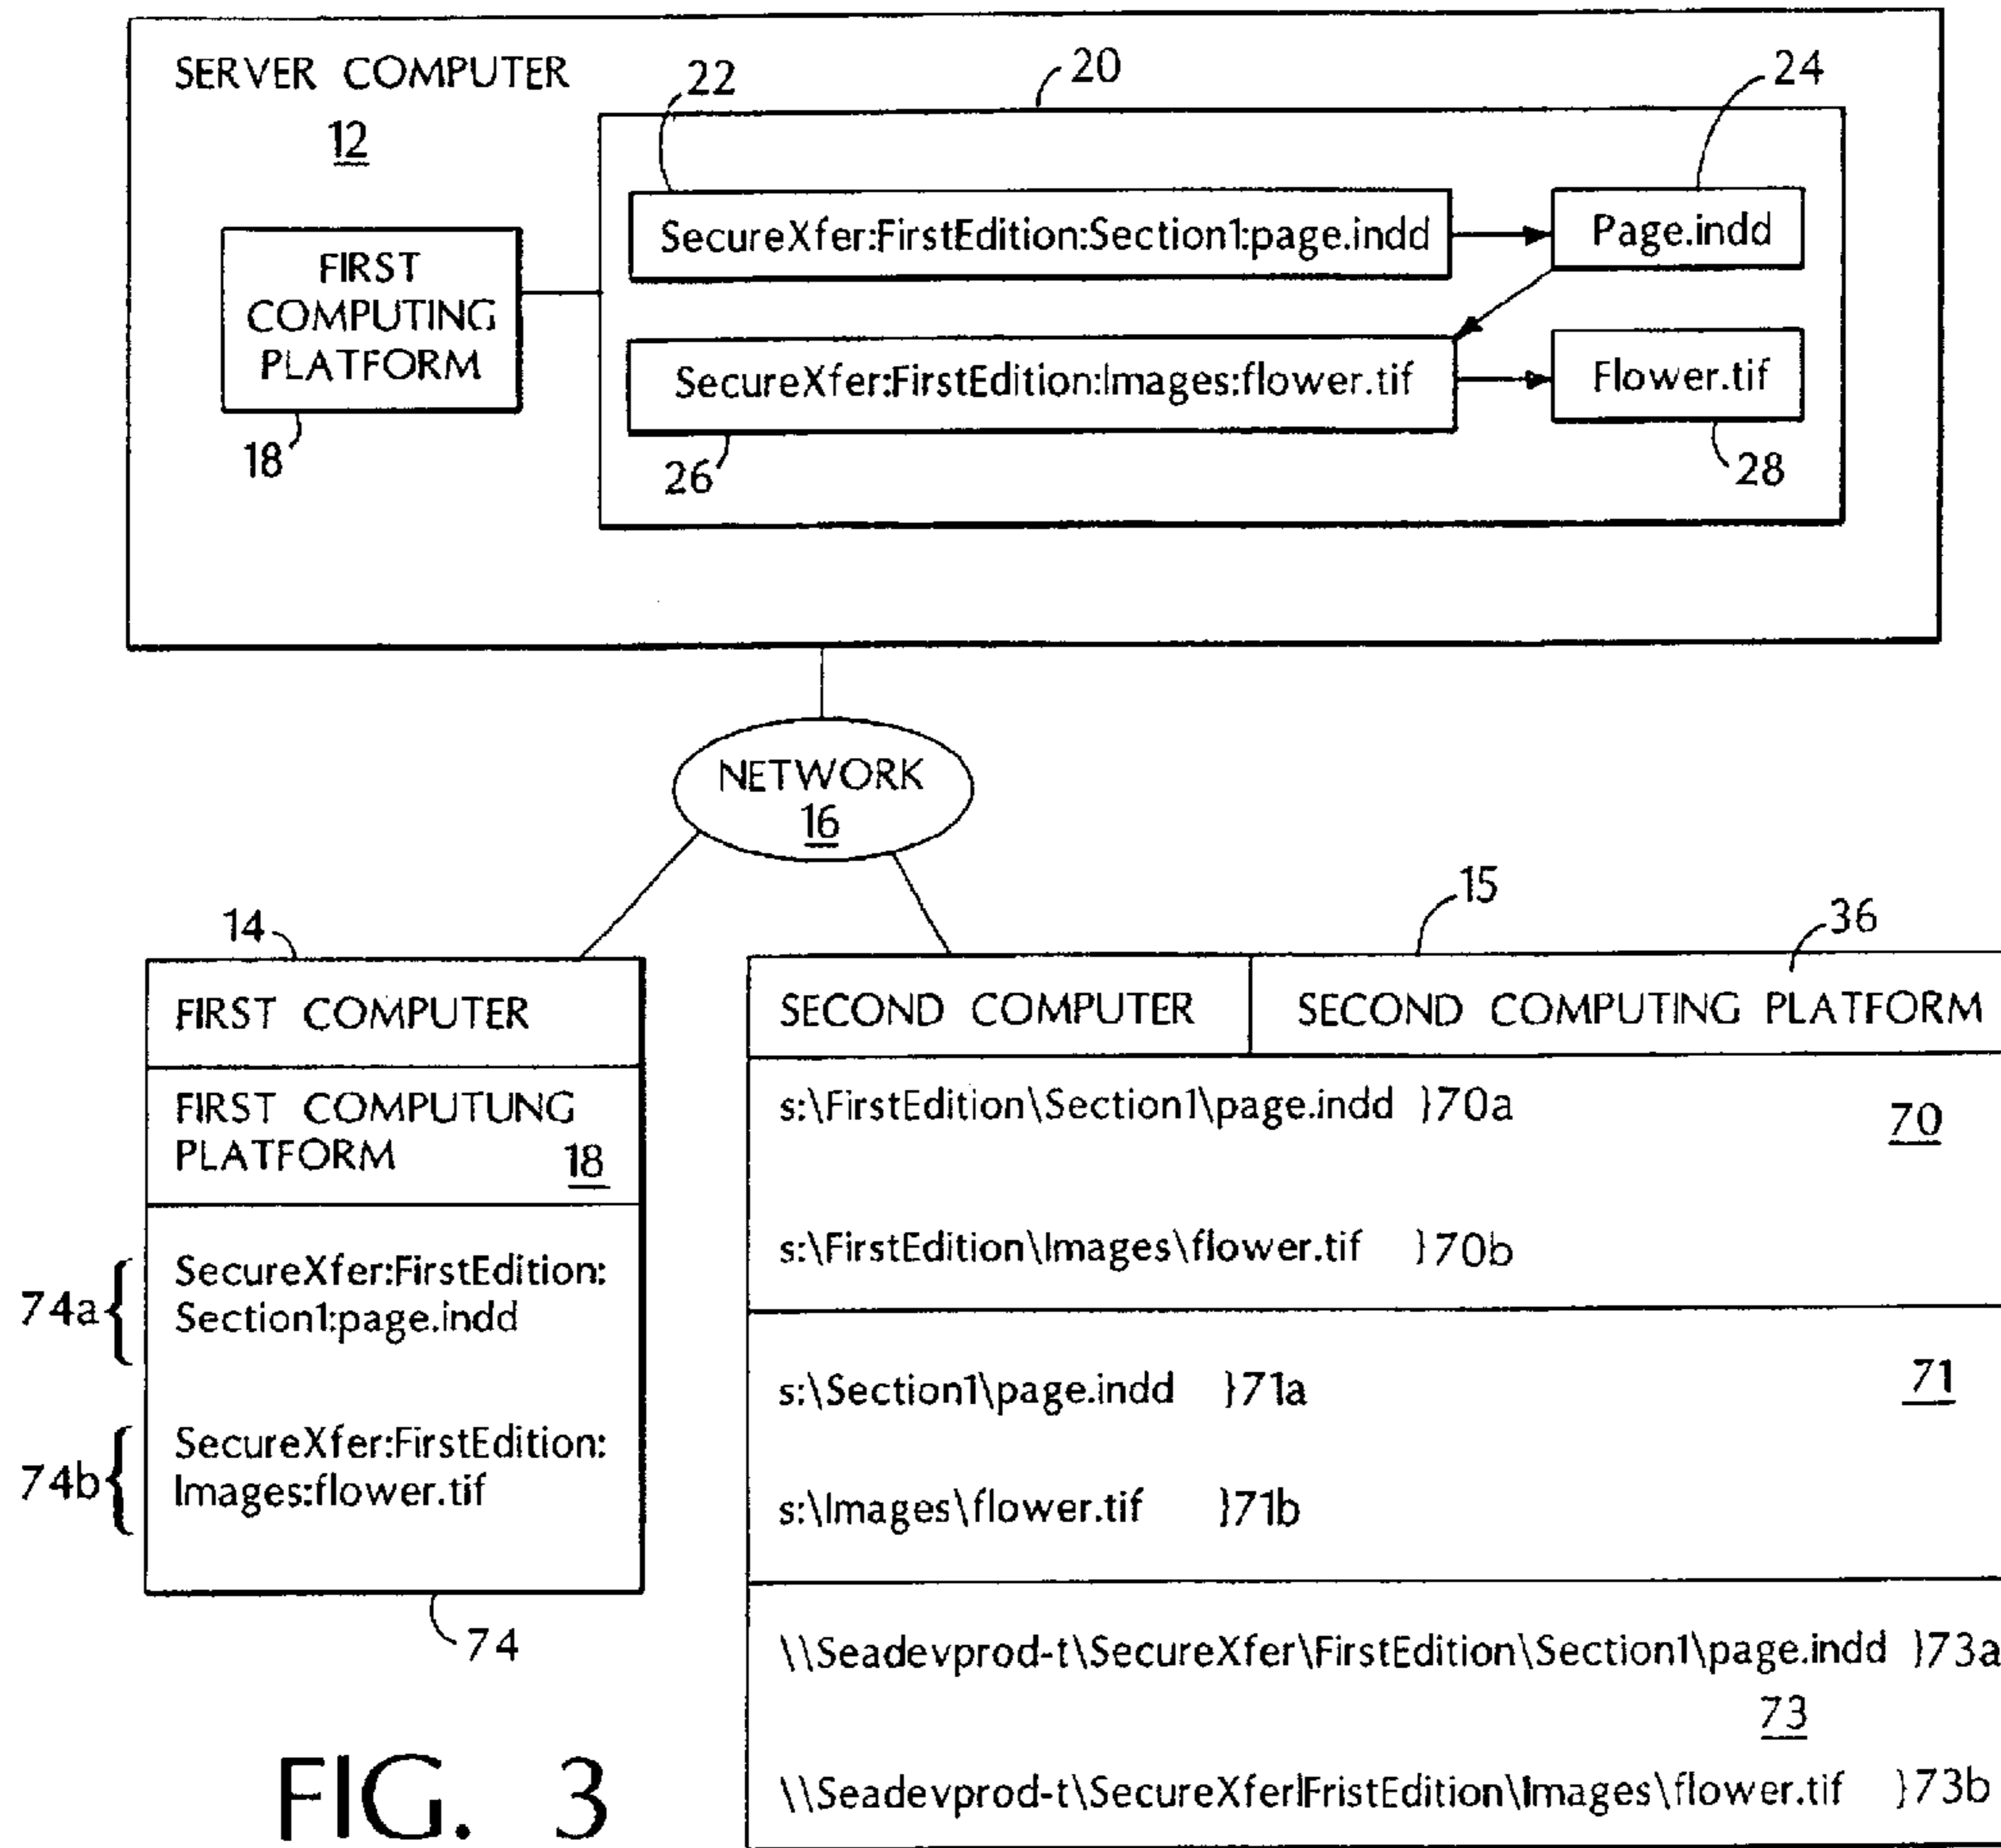 SERVER COMPUTER
12
20
22
24
SecureXfer:FirstEdition:Section1:page.indd
Page.indd
FIRST
COMPUTING
PLATFORM
18
SecureXfer:FirstEdition:Images:flower.tif
Flower.tif
26
28
NETWORK
16
14
15
36
FIRST COMPUTER
FIRST COMPUTUNG
PLATFORM 18
SecureXfer:FirstEdition:
Section1:page.indd
74a{
SecureXfer:FirstEdition:
Images:flower.tif
74b{
74
SECOND COMPUTER
SECOND COMPUTING PLATFORM
s:\FirstEdition\Section1\page.indd }70a
70
s:\FirstEdition\Images\flower.tif }70b
s:\Section1\page.indd }71a
71
s:\Images\flower.tif }71b
\\Seadevprod-t\SecureXfer\FirstEdition\Section1\page.indd }73a
73
\\Seadevprod-t\SecureXfer|FristEdition\Images\flower.tif }73b
FIG. 3